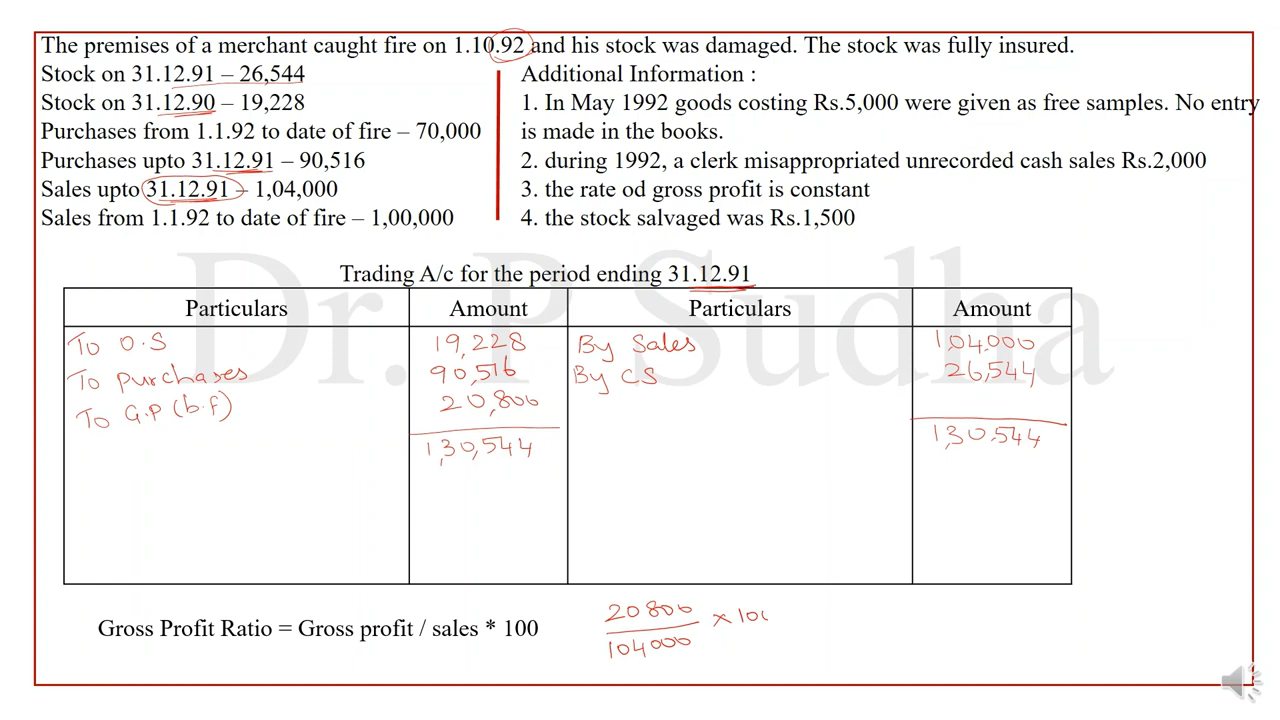 The premises of a merchant caught fire on 1.10.92 and his stock was damaged. The stock was fully insured.
Stock on 31.12.91 – 26,544
Stock on 31.12.90 – 19,228
Purchases from 1.1.92 to date of fire – 70,000
Purchases upto 31.12.91 – 90,516
Sales upto 31.12.91 – 1,04,000
Sales from 1.1.92 to date of fire – 1,00,000
Additional Information :
1. In May 1992 goods costing Rs.5,000 were given as free samples. No entry
is made in the books.
2. during 1992, a clerk misappropriated unrecorded cash sales Rs.2,000
3. the rate od gross profit is constant
4. the stock salvaged was Rs.1,500
Dr. P Sudha
Trading A/c for the period ending 31.12.91
Particulars Amount Particulars Amount
To O.S 19,228 By Sales 1,04,000
To purchases 90,516 By CS 26,544
To G.P (b.f) 20,800
1,30,544 1,30,544
Gross Profit Ratio = Gross profit / sales * 100
20800
104000 × 100